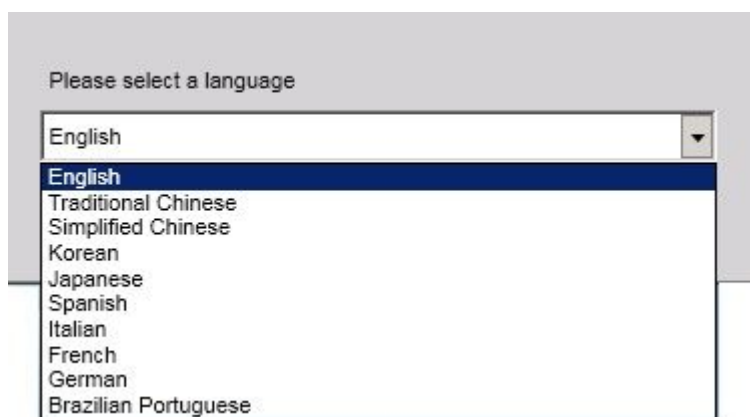 Please select a language
English
English
Traditional Chinese
Simplified Chinese
Korean
Japanese
Spanish
Italian
French
German
Brazilian Portuguese